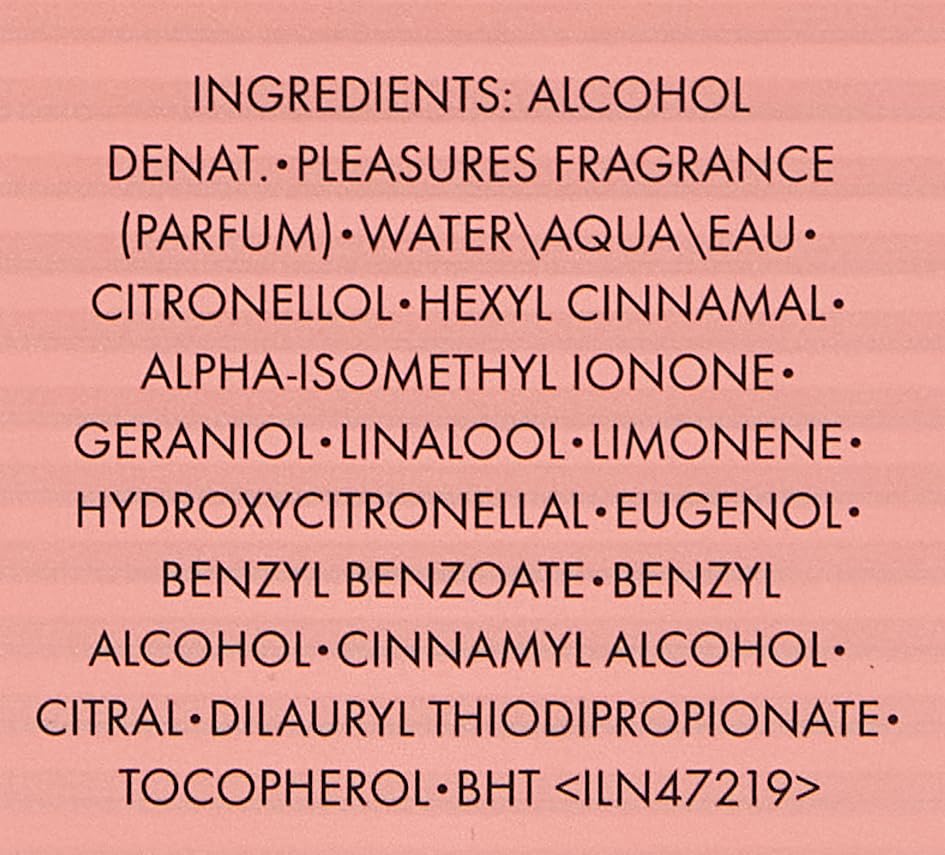 INGREDIENTS: ALCOHOL
DENAT.•PLEASURES FRAGRANCE
(PARFUM)•WATER\AQUA\EAU•
CITRONELLOL•HEXYL CINNAMAL•
ALPHA-ISOMETHYL IONONE•
GERANIOL•LINALOOL•LIMONENE•
HYDROXYCITRONELLAL•EUGENOL•
BENZYL BENZOATE•BENZYL
ALCOHOL•CINNAMYL ALCOHOL•
CITRAL•DILAURYL THIODIPROPIONATE•
TOCOPHEROL•BHT <ILN47219>